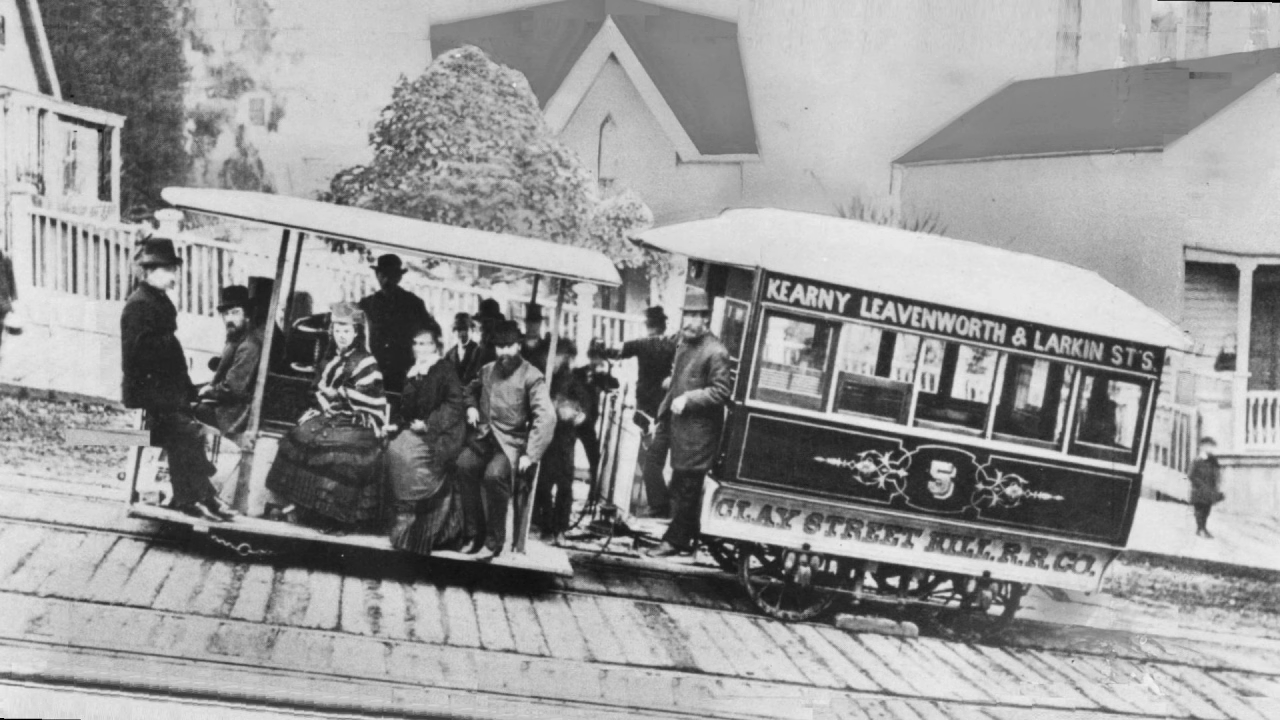 KEARNY LEAVENWORTH & LARKIN ST'S.
5
CLAY STREET HILL R.R. CO.